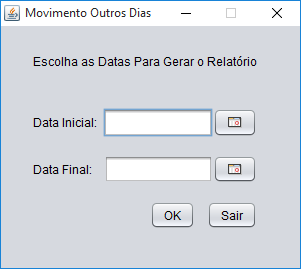 Movimento Outros Dias
Escolha as Datas Para Gerar o Relatório
Data Inicial:
Data Final:
OK Sair